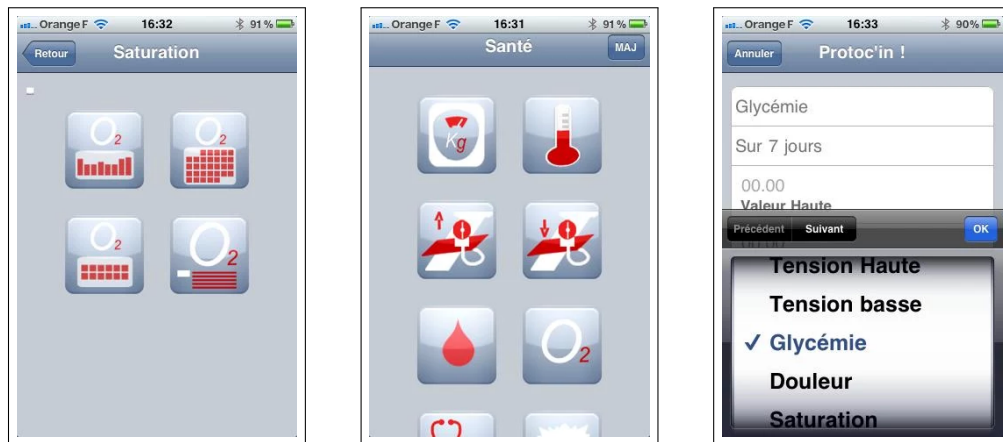 Orange F 16:32 91 %
Retour Saturation
O2 O2
O2 O2
Orange F 16:31 91 %
Santé MAJ
Kg
O2
Orange F 16:33 90%
Annuler Protoc'in !
Glycémie
Sur 7 jours
00.00
Valeur Haute
Précédent Suivant OK
Tension Haute
Tension basse
✓ Glycémie
Douleur
Saturation